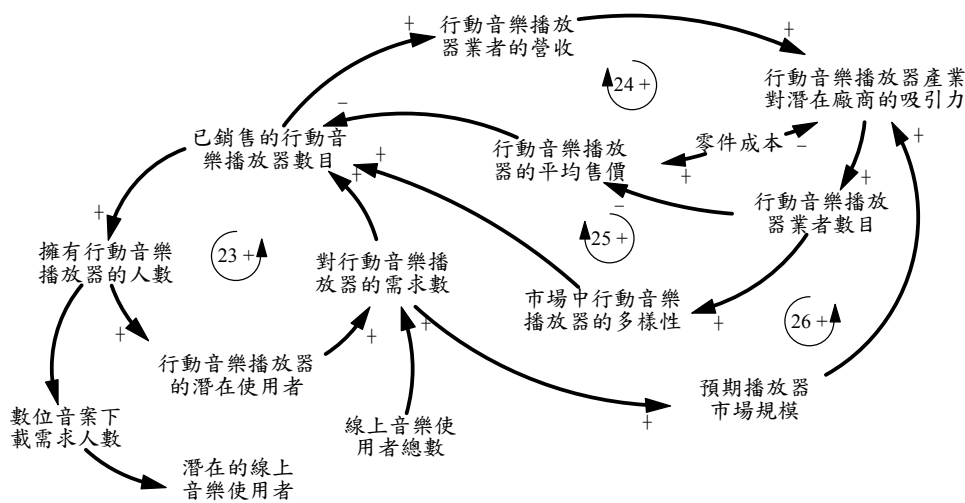 行動音樂播放
器業者的營收
+
+
行動音樂播放器產業
對潛在廠商的吸引力
24 +
−
已銷售的行動音
樂播放器數目
+
+
行動音樂播放
器的平均售價
+
零件成本
−
+
+
行動音樂播放
器業者數目
−
+
擁有行動音樂
播放器的人數
23 +
25 +
對行動音樂播
放器的需求數
市場中行動音樂
播放器的多樣性
+
26 +
+
+
+
行動音樂播放器
的潛在使用者
預期播放器
市場規模
+
數位音案下
載需求人數
線上音樂使
用者總數
潛在的線上
音樂使用者